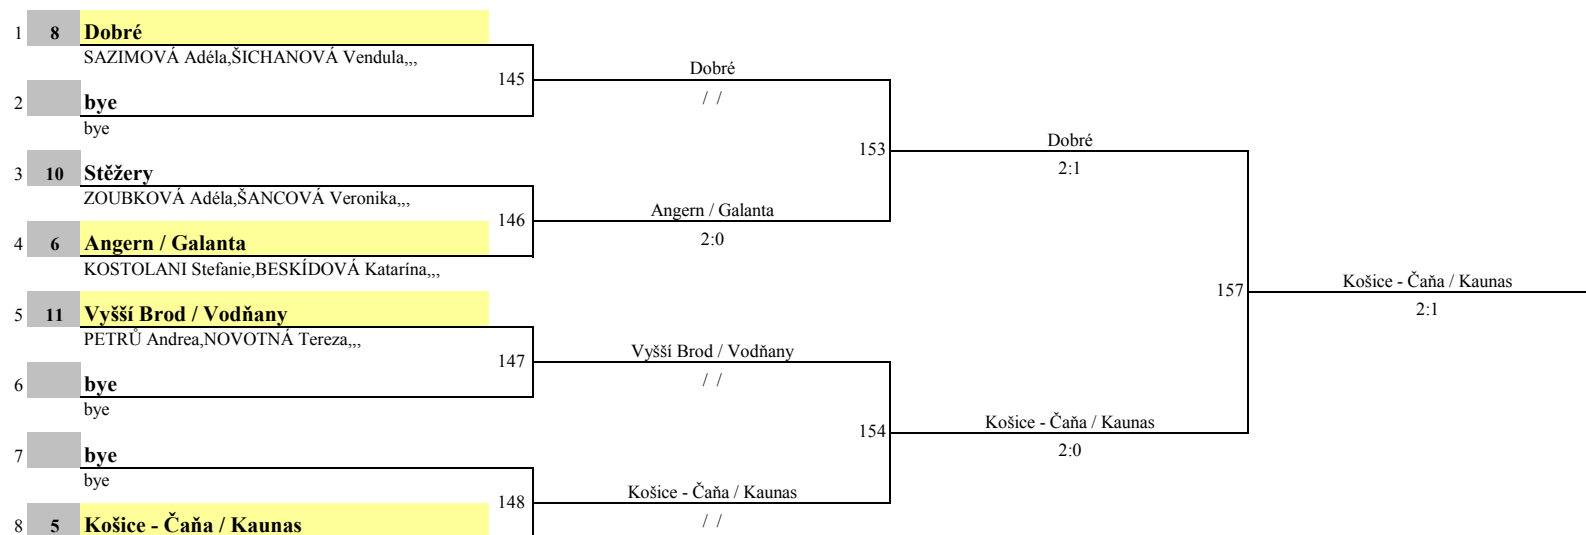 1 8 Dobré
SAZIMOVÁ Adéla,ŠICHANOVÁ Vendula,,,
145
Dobré
/ /
2 bye
bye
153
Dobré
2:1
3 10 Stěžery
ZOUBKOVÁ Adéla,ŠANCOVÁ Veronika,,,
146
Angern / Galanta
2:0
4 6 Angern / Galanta
KOSTOLANI Stefanie,BESKÍDOVÁ Katarína,,,
157
Košice - Čaňa / Kaunas
2:1
5 11 Vyšší Brod / Vodňany
PETRŮ Andrea,NOVOTNÁ Tereza,,,
147
Vyšší Brod / Vodňany
/ /
6 bye
bye
154
Košice - Čaňa / Kaunas
2:0
7 bye
bye
148
Košice - Čaňa / Kaunas
/ /
8 5 Košice - Čaňa / Kaunas